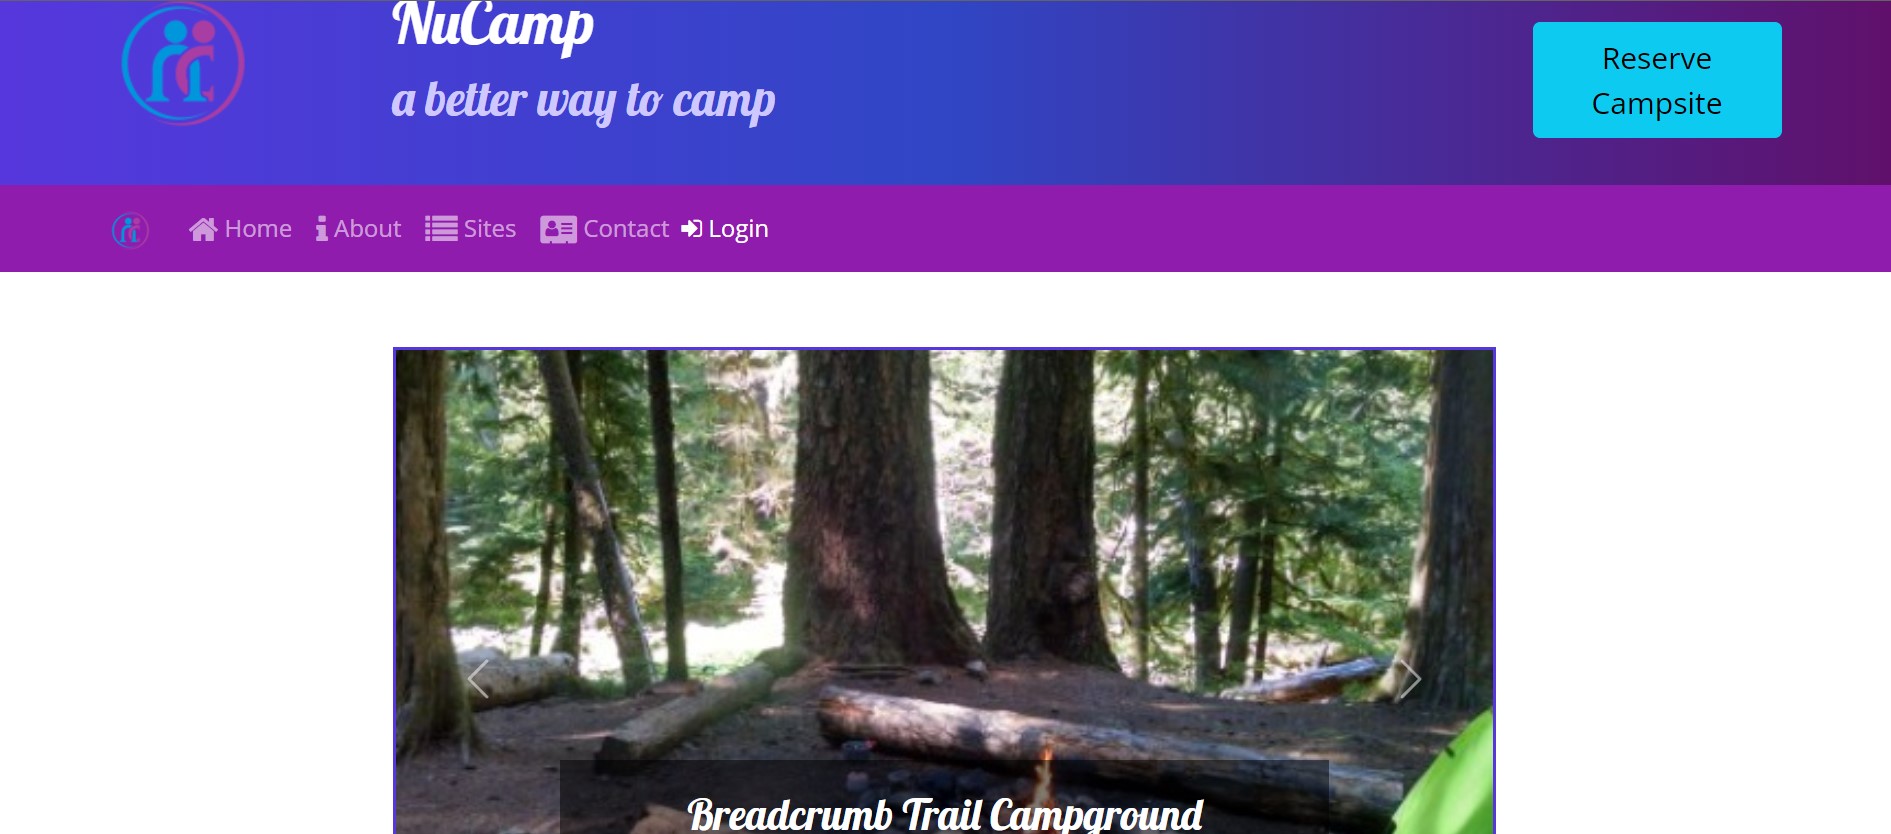 NuCamp
a better way to camp
Reserve
Campsite
Home About Sites Contact Login
Breadcrumb Trail Campground